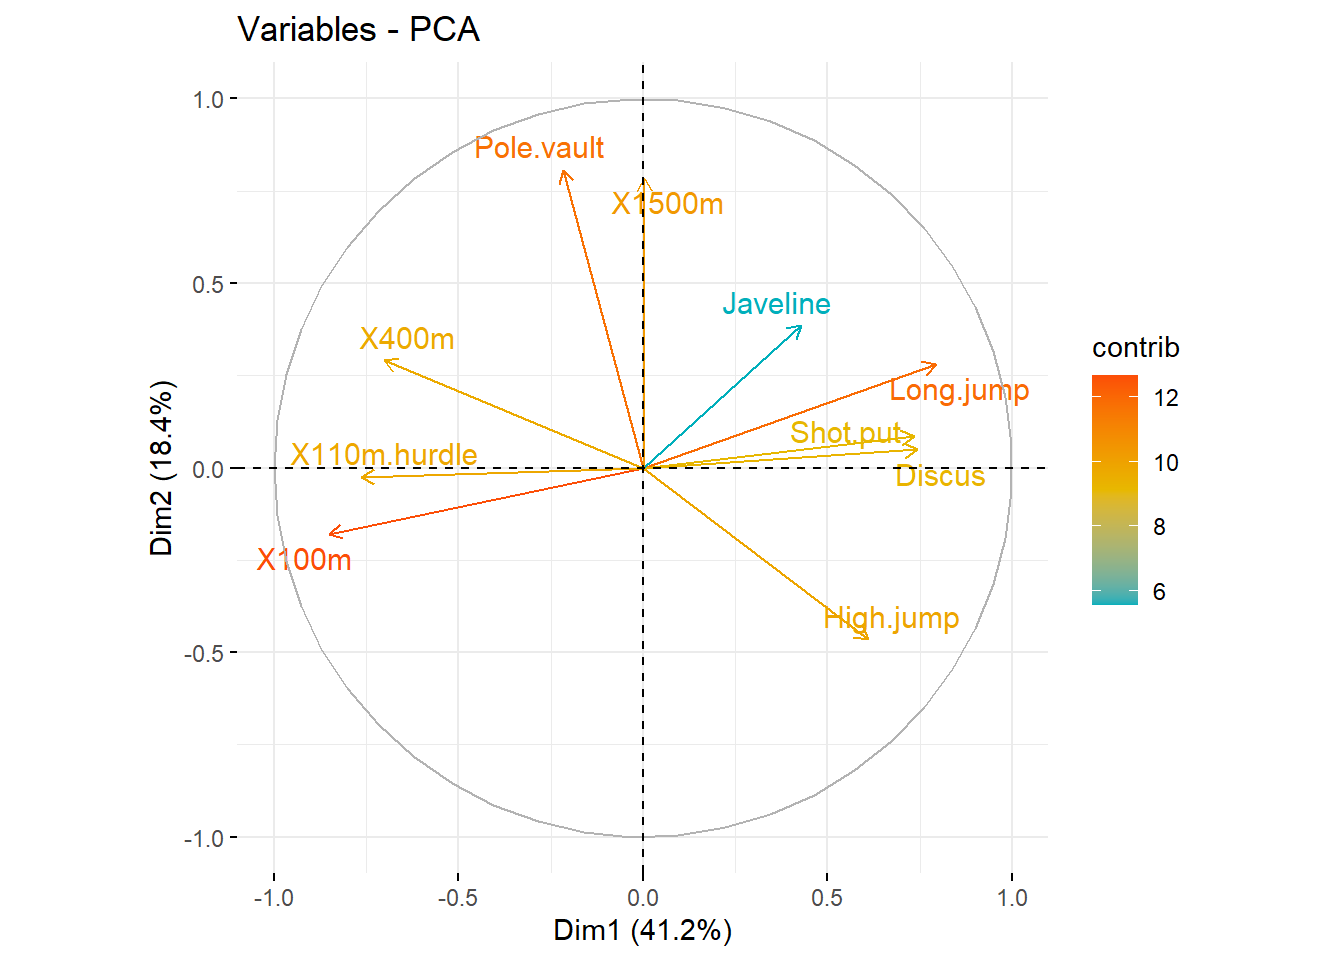 Variables - PCA
1.0
Pole.vault
X1500m
0.5
Javeline
X400m
Long.jump
Shot.put
X110m.hurdle
0.0
Discus
X100m
High.jump
-0.5
-1.0
Dim2 (18.4%)
-1.0 -0.5 0.0 0.5 1.0
Dim1 (41.2%)
contrib
12
10
8
6